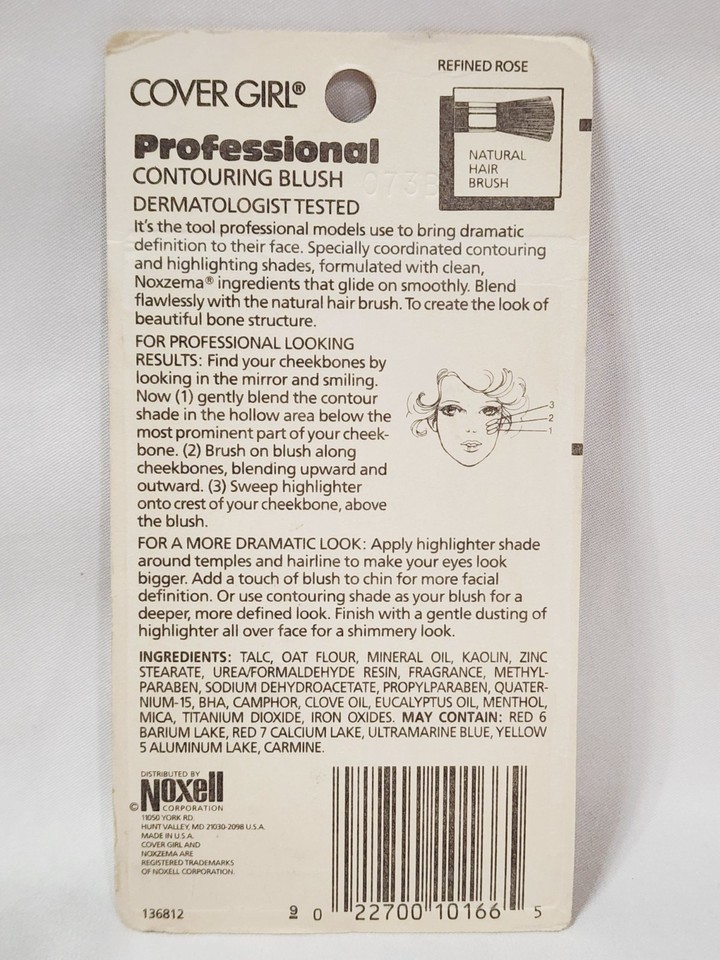 REFINED ROSE
COVER GIRL®
NATURAL
HAIR
BRUSH
Professional
CONTOURING BLUSH
DERMATOLOGIST TESTED
It's the tool professional models use to bring dramatic
definition to their face. Specially coordinated contouring
and highlighting shades, formulated with clean,
Noxzema® ingredients that glide on smoothly. Blend
flawlessly with the natural hair brush. To create the look of
beautiful bone structure.
FOR PROFESSIONAL LOOKING
RESULTS: Find your cheekbones by
looking in the mirror and smiling.
Now (1) gently blend the contour
shade in the hollow area below the
most prominent part of your cheek-
bone. (2) Brush on blush along
cheekbones, blending upward and
outward. (3) Sweep highlighter
onto crest of your cheekbone, above
the blush.
3
2
1
FOR A MORE DRAMATIC LOOK: Apply highlighter shade
around temples and hairline to make your eyes look
bigger. Add a touch of blush to chin for more facial
definition. Or use contouring shade as your blush for a
deeper, more defined look. Finish with a gentle dusting of
highlighter all over face for a shimmery look.
INGREDIENTS: TALC, OAT FLOUR, MINERAL OIL, KAOLIN, ZINC
STEARATE, UREA/FORMALDEHYDE RESIN, FRAGRANCE, METHYL-
PARABEN, SODIUM DEHYDROACETATE, PROPYLPARABEN, QUATER-
NIUM-15, BHA, CAMPHOR, CLOVE OIL, EUCALYPTUS OIL, MENTHOL,
MICA, TITANIUM DIOXIDE, IRON OXIDES. MAY CONTAIN: RED 6
BARIUM LAKE, RED 7 CALCIUM LAKE, ULTRAMARINE BLUE, YELLOW
5 ALUMINUM LAKE, CARMINE.
DISTRIBUTED BY
Noxell
© CORPORATION
11050 YORK RD.
HUNT VALLEY, MD 21030-2098 U.S.A.
MADE IN U.S.A.
COVER GIRL AND
NOXZEMA ARE
REGISTERED TRADEMARKS
OF NOXELL CORPORATION.
136812
9
0 22700 10166 5